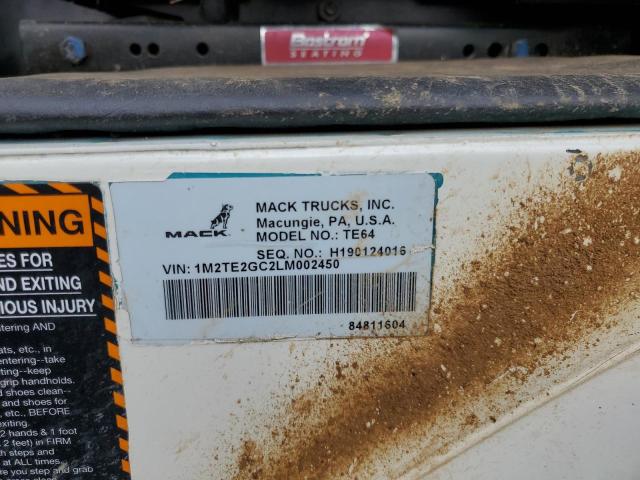 Bostrom
SEATING
MACK
MACK TRUCKS, INC.
Macungie, PA, U.S.A.
MODEL NO.: TE64
SEQ. NO.: H190124016
VIN: 1M2TE2GC2LM002450
84811604
NING
ES FOR
ND EXITING
IOUS INJURY
ntering AND
ats, etc., in
entering--take
xiting--keep
grip handholds.
d shoes clean--
and shoes for
, etc., BEFORE
exiting.
2 hands & 1 foot
2 feet) in FIRM
h steps and
at ALL times.
re you step and grab